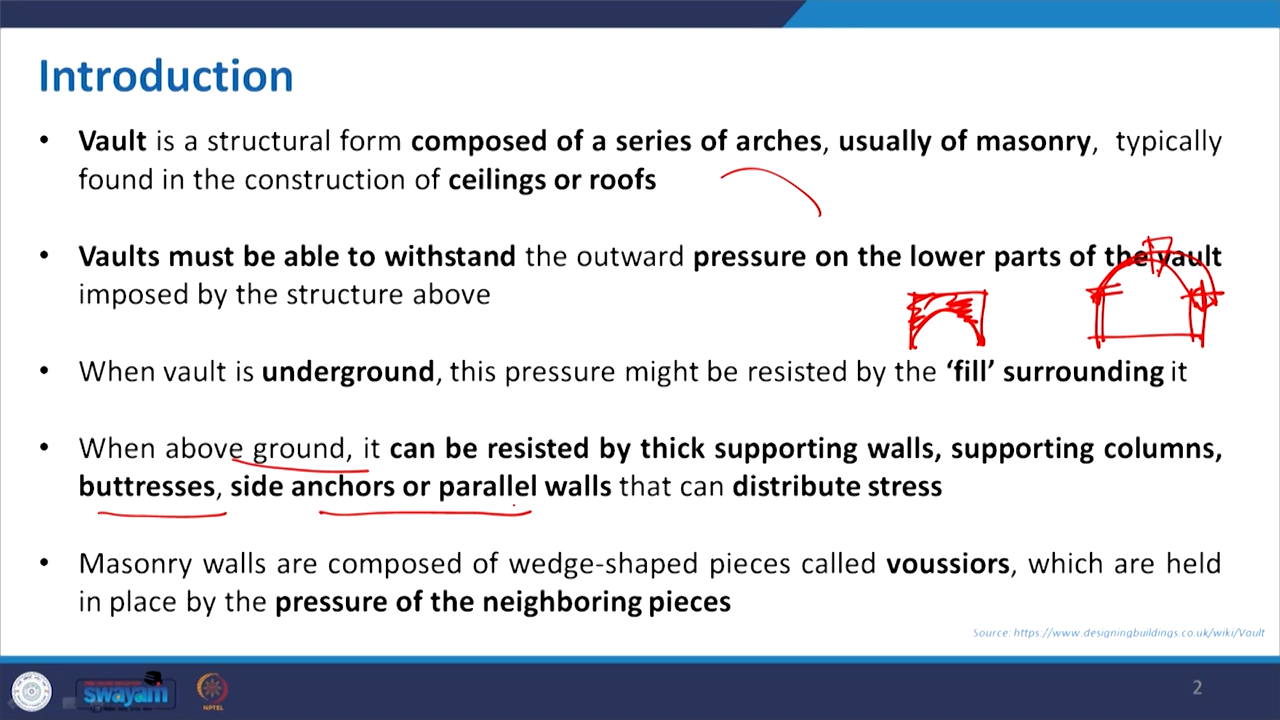 Introduction
• Vault is a structural form composed of a series of arches, usually of masonry, typically
found in the construction of ceilings or roofs
• Vaults must be able to withstand the outward pressure on the lower parts of the vault
imposed by the structure above
• When vault is underground, this pressure might be resisted by the ‘fill’ surrounding it
• When above ground, it can be resisted by thick supporting walls, supporting columns,
buttresses, side anchors or parallel walls that can distribute stress
• Masonry walls are composed of wedge-shaped pieces called voussiors, which are held
in place by the pressure of the neighboring pieces
Source: https://www.designingbuildings.co.uk/wiki/Vault
swayam
NPTEL
2